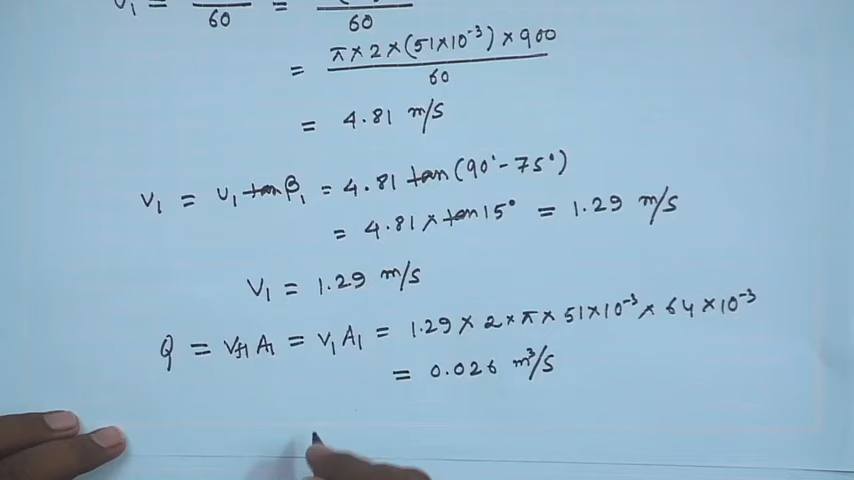 60 = 60
= π × 2 × (51×10⁻³) × 900
60
= 4.81 m/s
V₁ = U₁ tan β₁ = 4.81 tan (90° - 75°)
= 4.81 × tan 15° = 1.29 m/s
V₁ = 1.29 m/s
Q = Vf₁ A₁ = V₁ A₁ = 1.29 × 2 × π × 51×10⁻³ × 64×10⁻³
= 0.026 m³/s